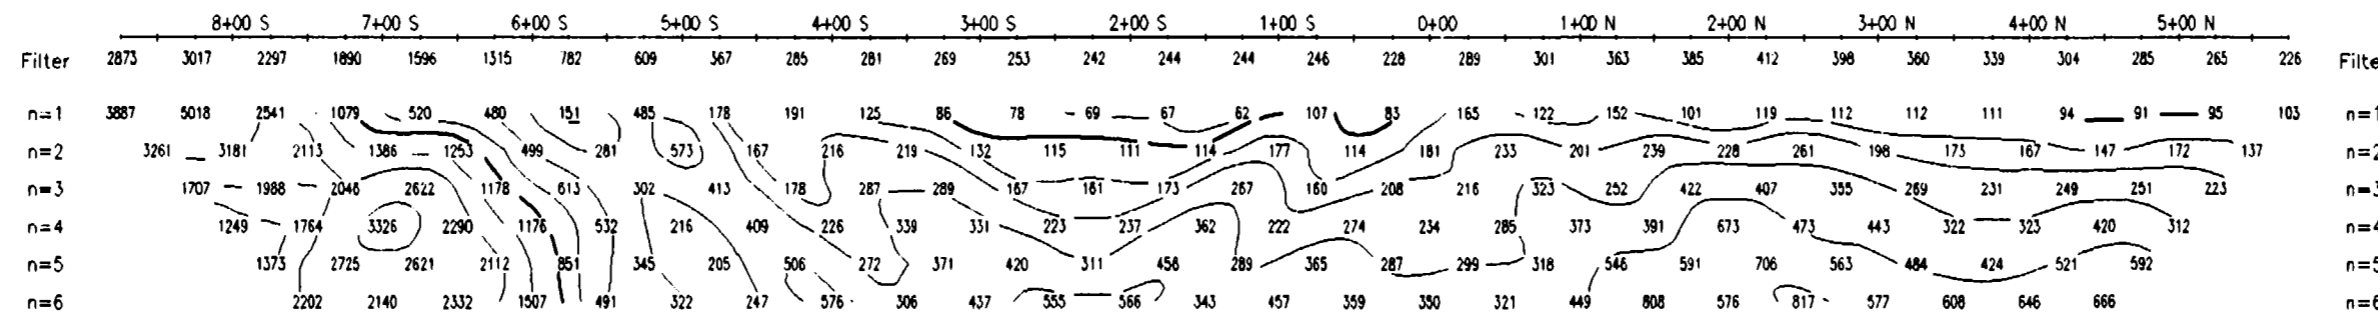 8+00 S 7+00 S 6+00 S 5+00 S 4+00 S 3+00 S 2+00 S 1+00 S 0+00 1+00 N 2+00 N 3+00 N 4+00 N 5+00 N
Filter 2873 3017 2297 1890 1596 1315 782 609 367 285 281 269 253 242 244 244 246 228 289 301 363 385 412 398 360 339 304 285 265 226 Filte
n=1 3887 5018 2541 1079 520 480 151 485 178 191 125 86 78 69 67 62 107 83 165 122 152 101 119 112 112 111 94 91 95 103 n=1
n=2 3261 3181 2113 1386 1253 499 281 573 167 216 219 132 115 111 114 177 114 181 233 201 239 228 261 198 173 167 147 172 137 n=2
n=3 1707 1988 2046 2622 1178 613 302 413 178 287 289 167 161 173 267 160 208 216 323 252 422 407 355 269 231 249 251 223 n=3
n=4 1249 1764 3326 2290 1176 532 216 409 226 339 331 223 237 362 222 274 234 285 373 391 673 473 443 322 323 420 312 n=4
n=5 1373 2725 2621 2112 851 345 205 506 272 371 420 311 458 289 365 287 299 318 546 591 706 563 484 424 521 592 n=5
n=6 2202 2140 2332 1507 491 322 247 576 306 437 555 566 343 457 359 350 321 449 808 576 817 577 608 646 666 n=6